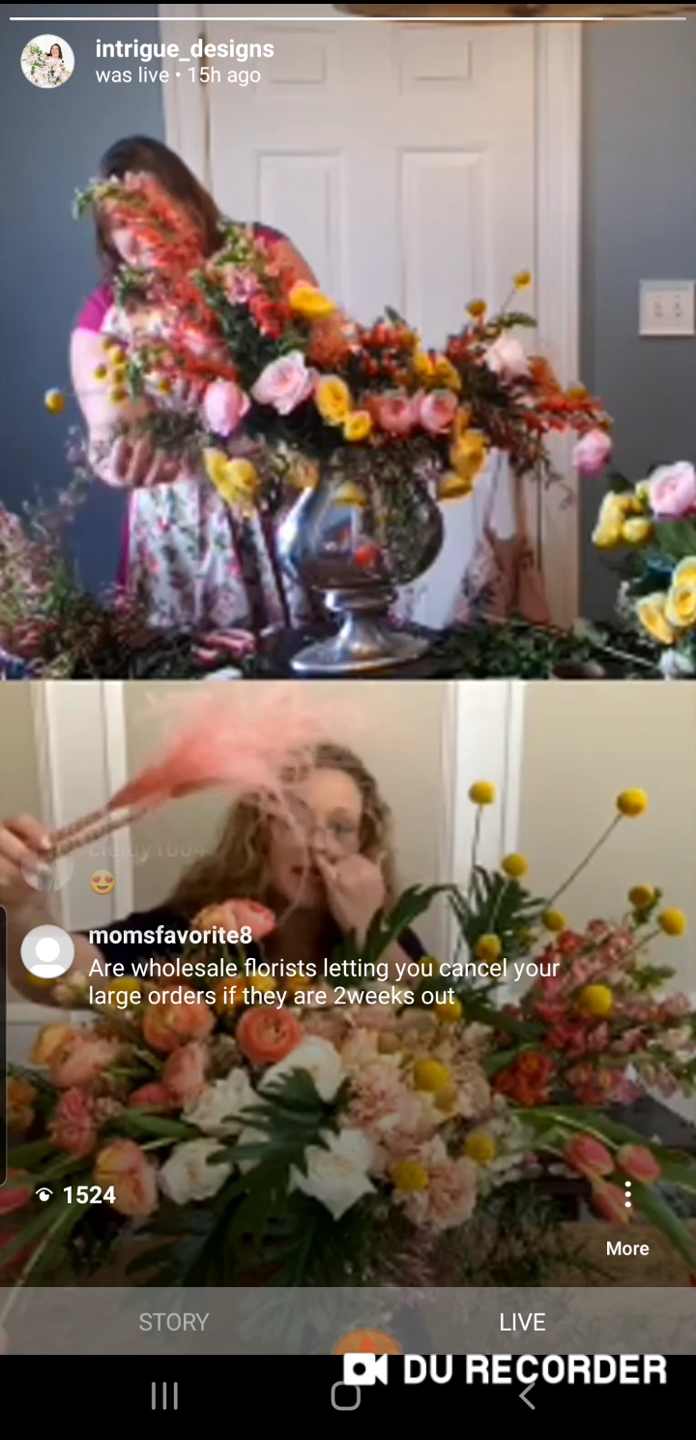 intrigue_designs
was live • 15h ago
😍
momsfavorite8
Are wholesale florists letting you cancel your
large orders if they are 2weeks out
1524
More
STORY
LIVE
DU RECORDER